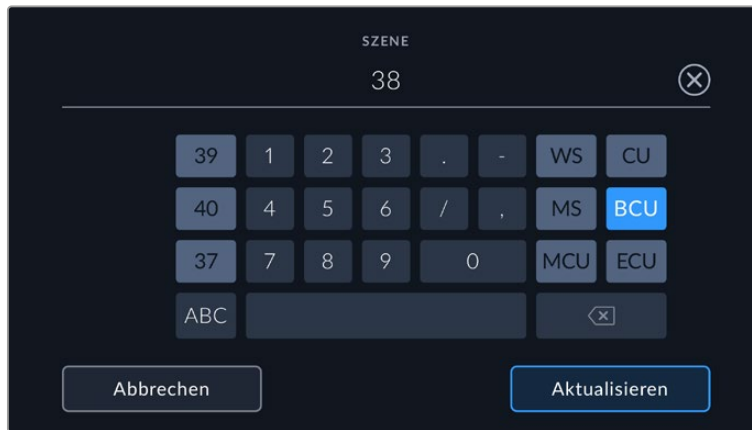 SZENE
38
39 1 2 3 . - WS CU
40 4 5 6 / , MS BCU
37 7 8 9 0 MCU ECU
ABC
Abbrechen Aktualisieren